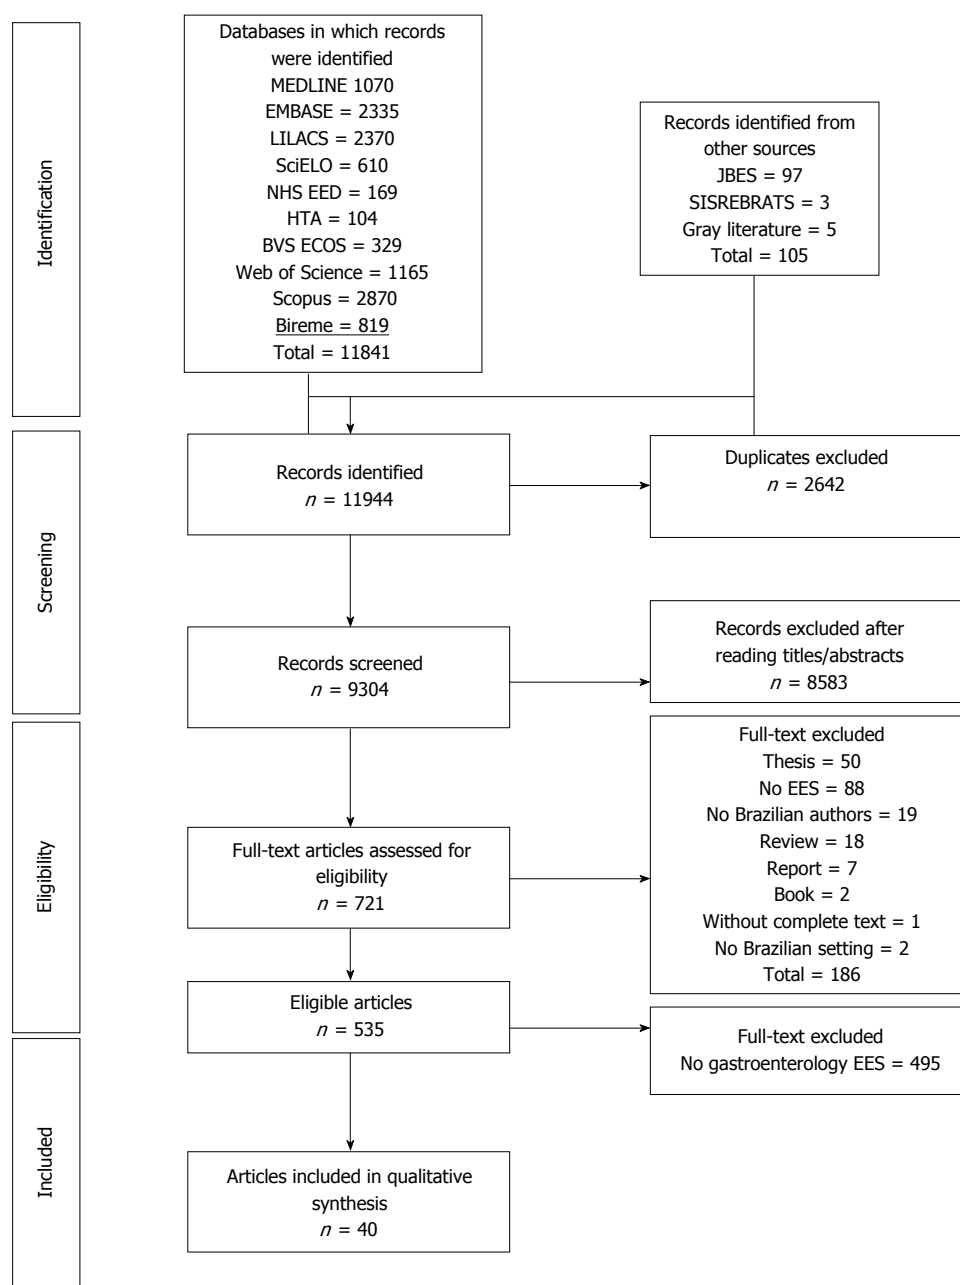 Identification
Databases in which records
were identified
MEDLINE 1070
EMBASE = 2335
LILACS = 2370
SciELO = 610
NHS EED = 169
HTA = 104
BVS ECOS = 329
Web of Science = 1165
Scopus = 2870
Bireme = 819
Total = 11841
Records identified from
other sources
JBES = 97
SISREBRATS = 3
Gray literature = 5
Total = 105
Screening
Records identified
n = 11944
Duplicates excluded
n = 2642
Records screened
n = 9304
Records excluded after
reading titles/abstracts
n = 8583
Eligibility
Full-text articles assessed for
eligibility
n = 721
Full-text excluded
Thesis = 50
No EES = 88
No Brazilian authors = 19
Review = 18
Report = 7
Book = 2
Without complete text = 1
No Brazilian setting = 2
Total = 186
Eligible articles
n = 535
Full-text excluded
No gastroenterology EES = 495
Included
Articles included in qualitative
synthesis
n = 40